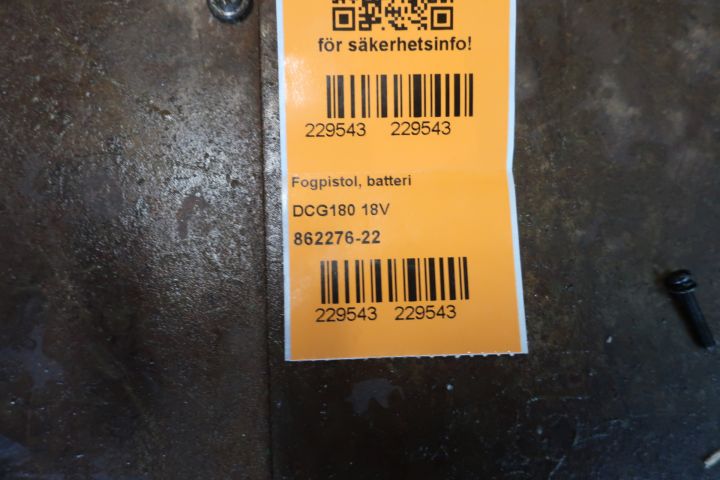 för säkerhetsinfo!
229543 229543
Fogpistol, batteri
DCG180 18V
862276-22
229543 229543